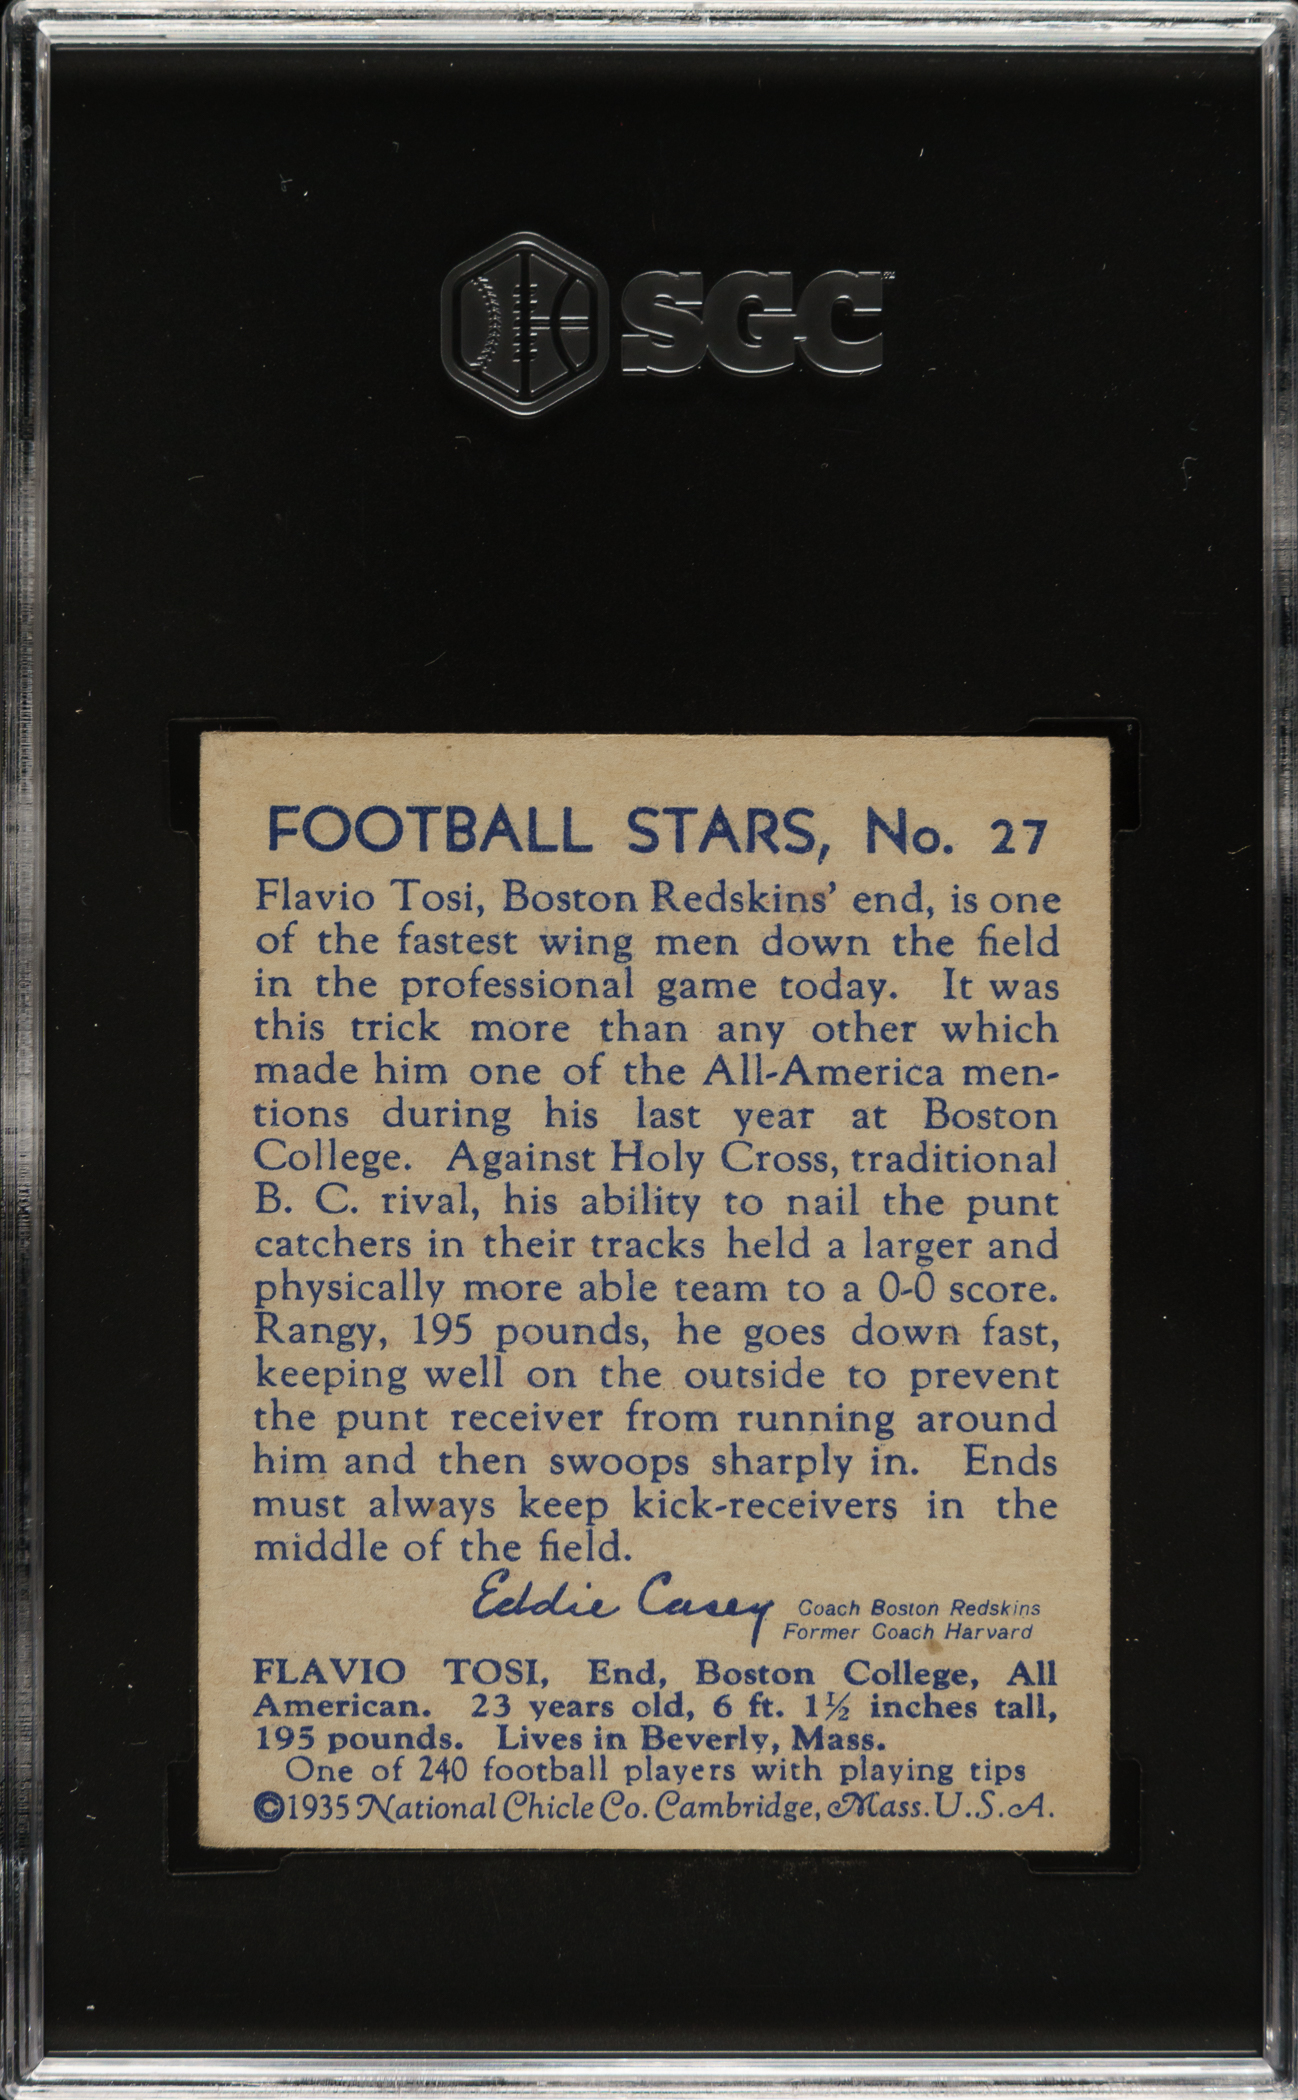 SGC
FOOTBALL STARS, No. 27
Flavio Tosi, Boston Redskins' end, is one
of the fastest wing men down the field
in the professional game today. It was
this trick more than any other which
made him one of the All-America men-
tions during his last year at Boston
College. Against Holy Cross, traditional
B. C. rival, his ability to nail the punt
catchers in their tracks held a larger and
physically more able team to a 0-0 score.
Rangy, 195 pounds, he goes down fast,
keeping well on the outside to prevent
the punt receiver from running around
him and then swoops sharply in. Ends
must always keep kick-receivers in the
middle of the field.
Eddie Casey Coach Boston Redskins
Former Coach Harvard
FLAVIO TOSI, End, Boston College, All
American. 23 years old, 6 ft. 1½ inches tall,
195 pounds. Lives in Beverly, Mass.
One of 240 football players with playing tips
©1935 National Chicle Co. Cambridge, Mass. U.S.A.